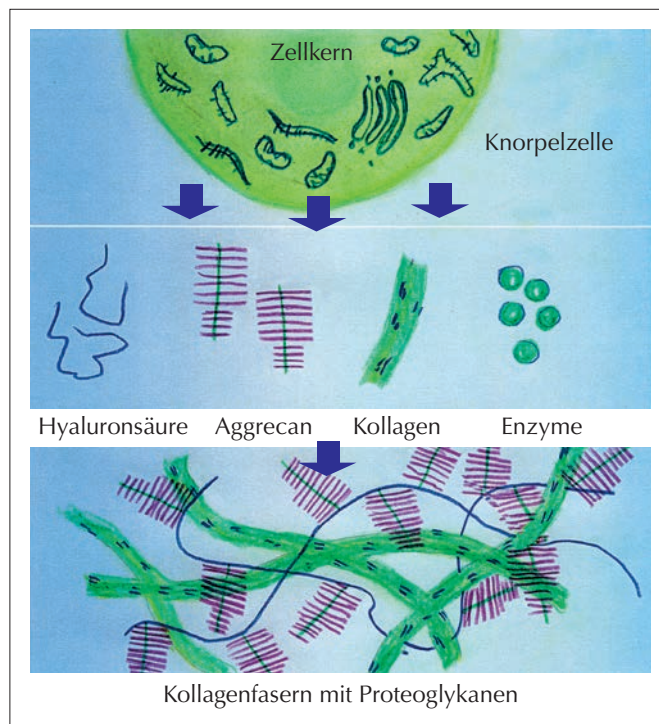 Zellkern
Knorpelzelle
Hyaluronsäure Aggrecan Kollagen Enzyme
Kollagenfasern mit Proteoglykanen